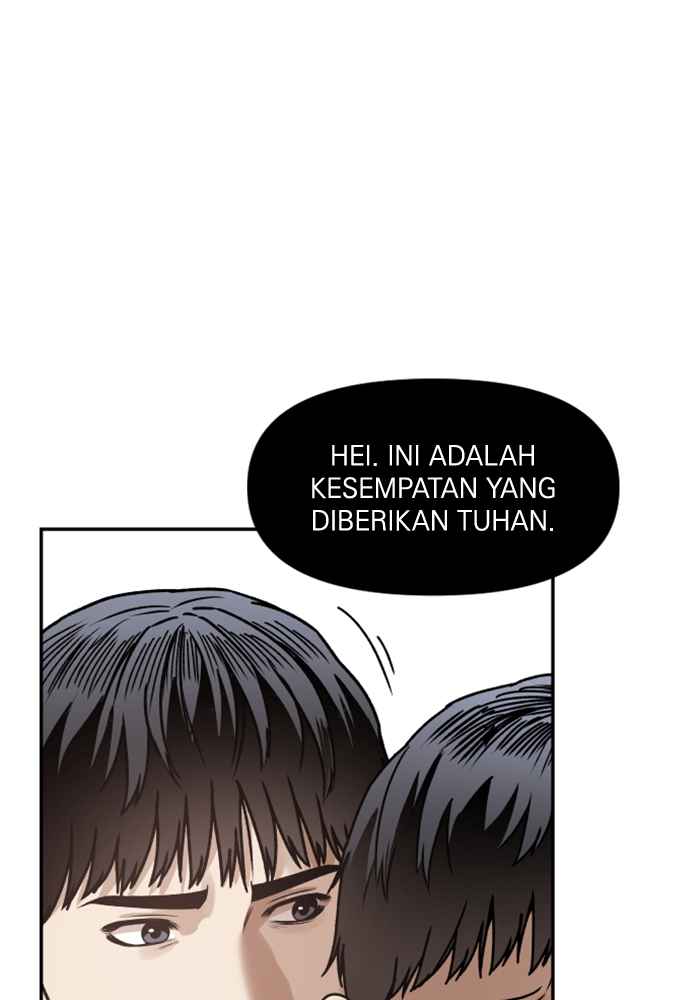 HEI. INI ADALAH
KESEMPATAN YANG
DIBERIKAN TUHAN.